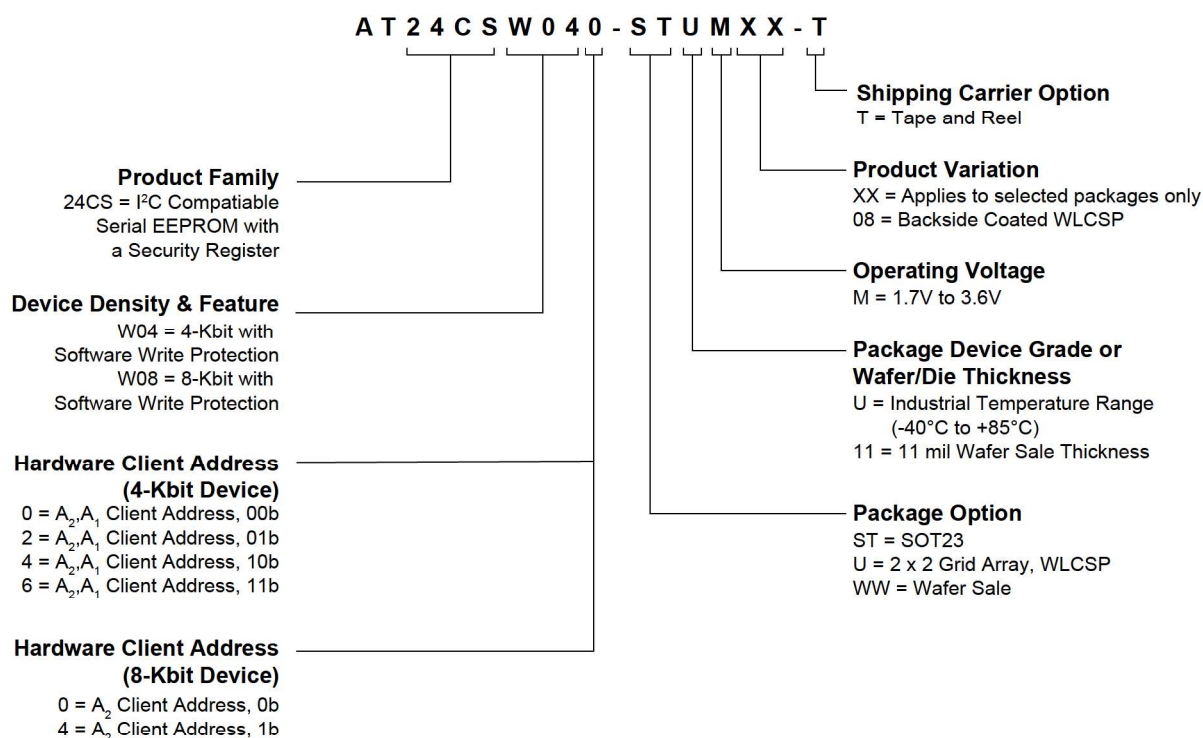 AT24CSW040-STUMXX-T
Product Family
24CS = I²C Compatiable
Serial EEPROM with
a Security Register
Device Density & Feature
W04 = 4-Kbit with
Software Write Protection
W08 = 8-Kbit with
Software Write Protection
Hardware Client Address
(4-Kbit Device)
0 = A₂,A₁ Client Address, 00b
2 = A₂,A₁ Client Address, 01b
4 = A₂,A₁ Client Address, 10b
6 = A₂,A₁ Client Address, 11b
Hardware Client Address
(8-Kbit Device)
0 = A₂ Client Address, 0b
4 = A₂ Client Address, 1b
Shipping Carrier Option
T = Tape and Reel
Product Variation
XX = Applies to selected packages only
08 = Backside Coated WLCSP
Operating Voltage
M = 1.7V to 3.6V
Package Device Grade or
Wafer/Die Thickness
U = Industrial Temperature Range
(-40°C to +85°C)
11 = 11 mil Wafer Sale Thickness
Package Option
ST = SOT23
U = 2 x 2 Grid Array, WLCSP
WW = Wafer Sale